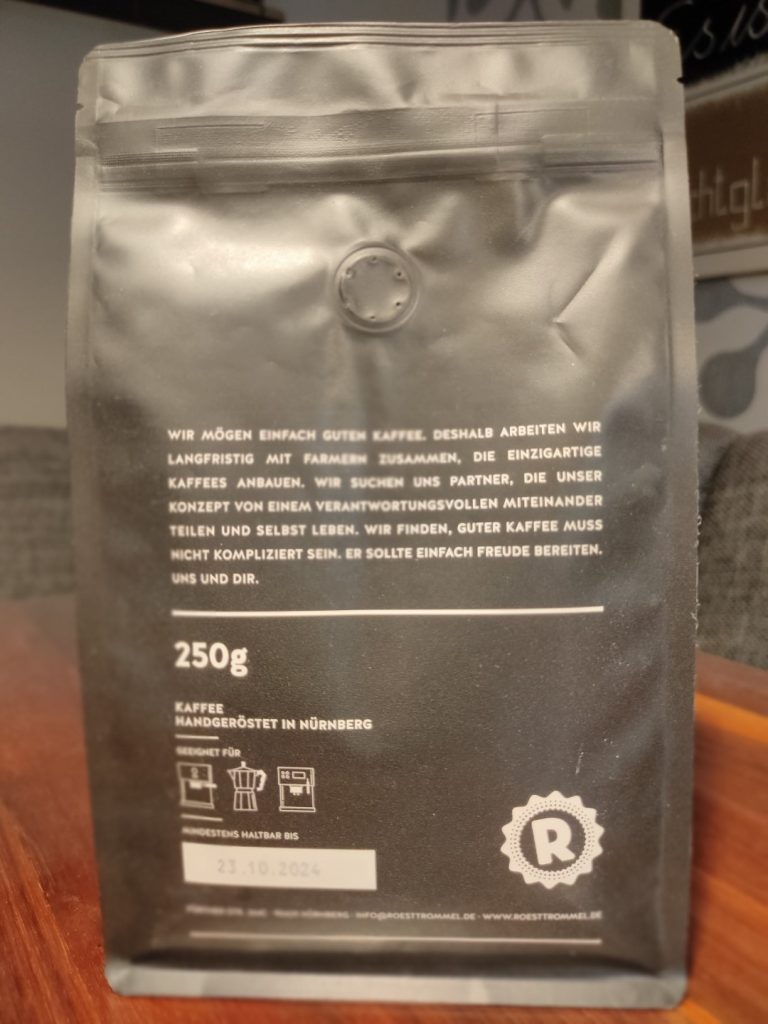 WIR MÖGEN EINFACH GUTEN KAFFEE. DESHALB ARBEITEN WIR
LANGFRISTIG MIT FARMERN ZUSAMMEN, DIE EINZIGARTIGE
KAFFEES ANBAUEN. WIR SUCHEN UNS PARTNER, DIE UNSER
KONZEPT VON EINEM VERANTWORTUNGSVOLLEN MITEINANDER
TEILEN UND SELBST LEBEN. WIR FINDEN, GUTER KAFFEE MUSS
NICHT KOMPLIZIERT SEIN. ER SOLLTE EINFACH FREUDE BEREITEN.
UNS UND DIR.
250g
KAFFEE
HANDGERÖSTET IN NÜRNBERG
GEEIGNET FÜR
MINDESTENS HALTBAR BIS
23.10.2024
R
NÜRNBERG · INFO@ROESTTROMMEL.DE · WWW.ROESTTROMMEL.DE